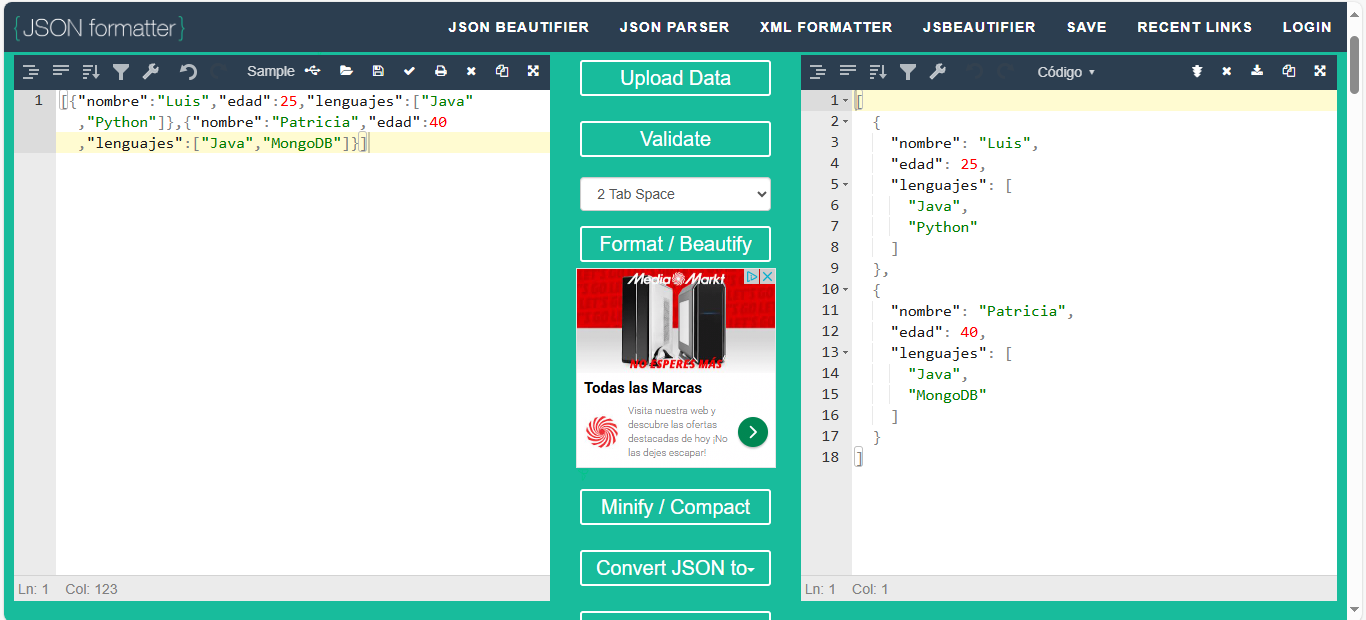 {JSON formatter}
JSON BEAUTIFIER JSON PARSER XML FORMATTER JSBEAUTIFIER SAVE RECENT LINKS LOGIN
Sample
1 [{"nombre":"Luis","edad":25,"lenguajes":["Java"
,"Python"]},{"nombre":"Patricia","edad":40
,"lenguajes":["Java","MongoDB"]}]
Ln: 1 Col: 123
Upload Data
Validate
2 Tab Space
Format / Beautify
MediaMarkt
NO ESPERES MÁS
Todas las Marcas
Visita nuestra web y
descubre las ofertas
destacadas de hoy ¡No
las dejes escapar!
Minify / Compact
Convert JSON to
Código
1 [
2 {
3 "nombre": "Luis",
4 "edad": 25,
5 "lenguajes": [
6 "Java",
7 "Python"
8 ]
9 },
10 {
11 "nombre": "Patricia",
12 "edad": 40,
13 "lenguajes": [
14 "Java",
15 "MongoDB"
16 ]
17 }
18 ]
Ln: 1 Col: 1